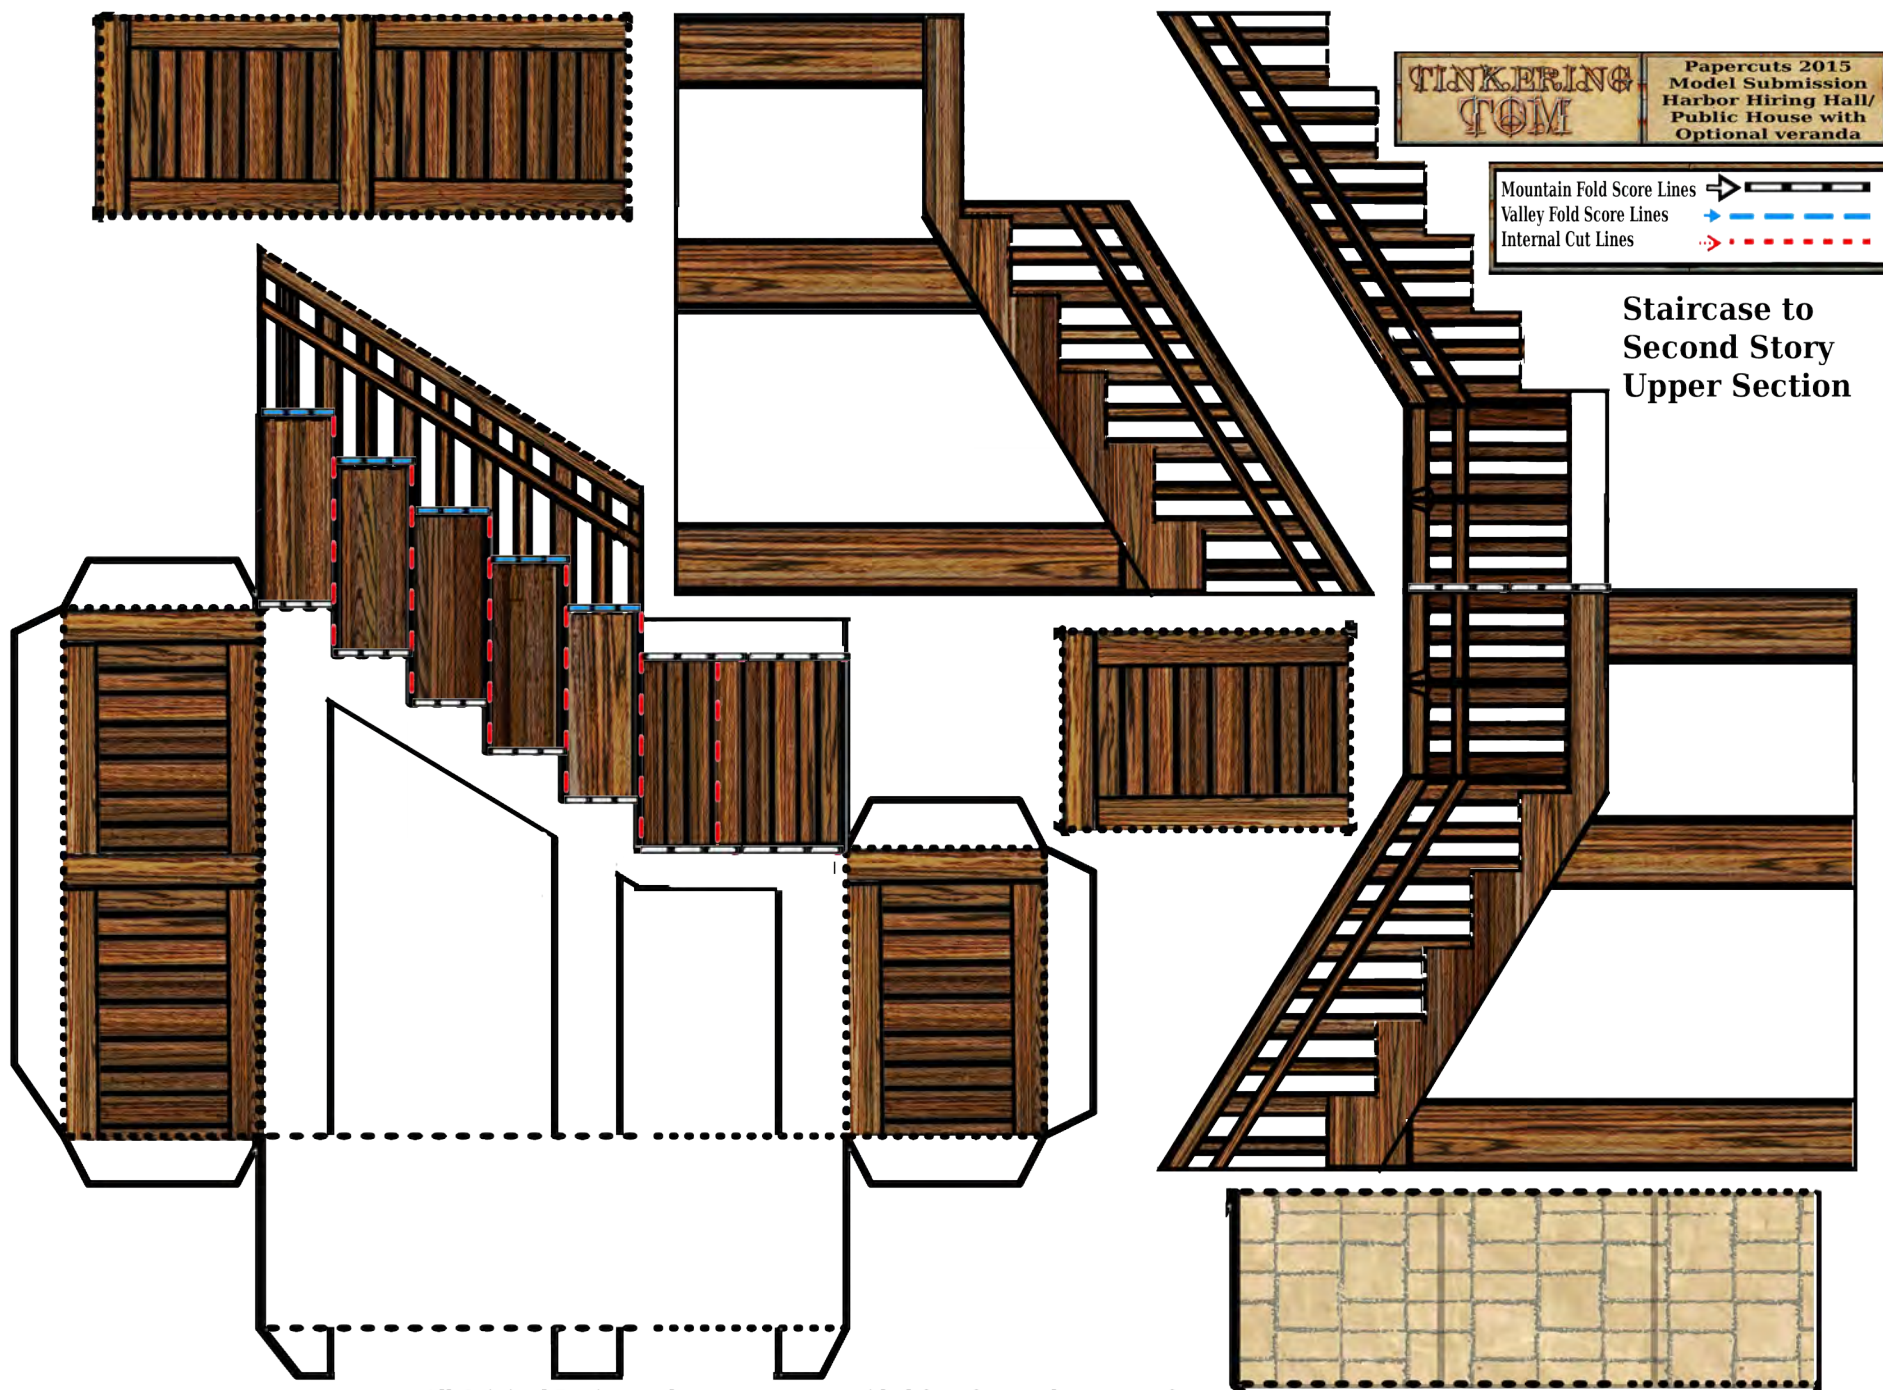 TINKERING
TOM
Papercuts 2015
Model Submission
Harbor Hiring Hall/
Public House with
Optional veranda
Mountain Fold Score Lines
Valley Fold Score Lines
Internal Cut Lines
Staircase to
Second Story
Upper Section